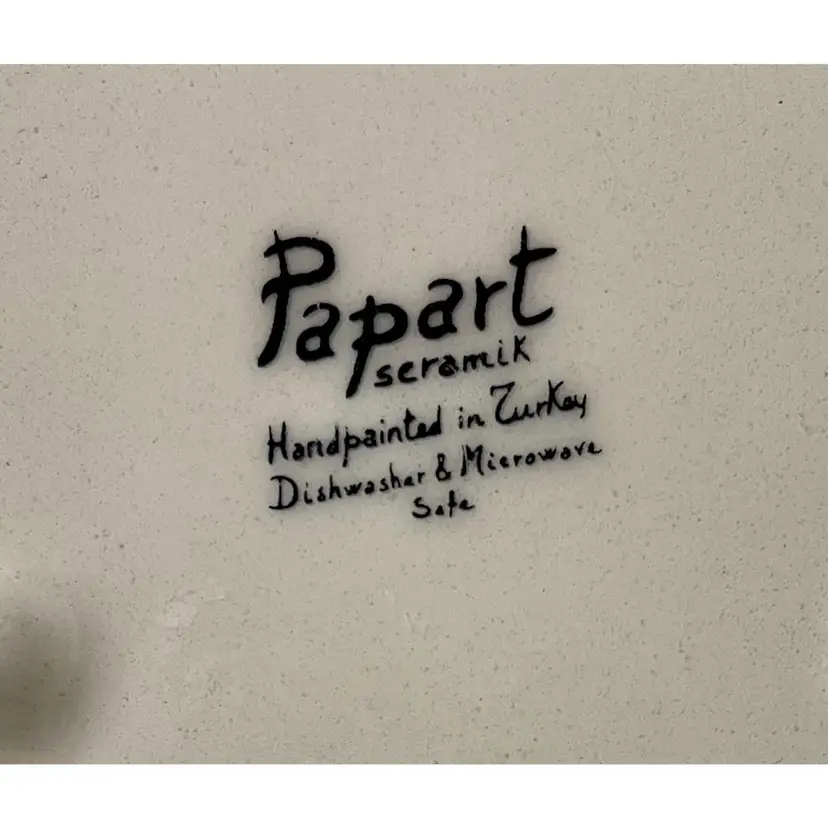 Papart
seramik
Handpainted in Turkey
Dishwasher & Microwave
Safe